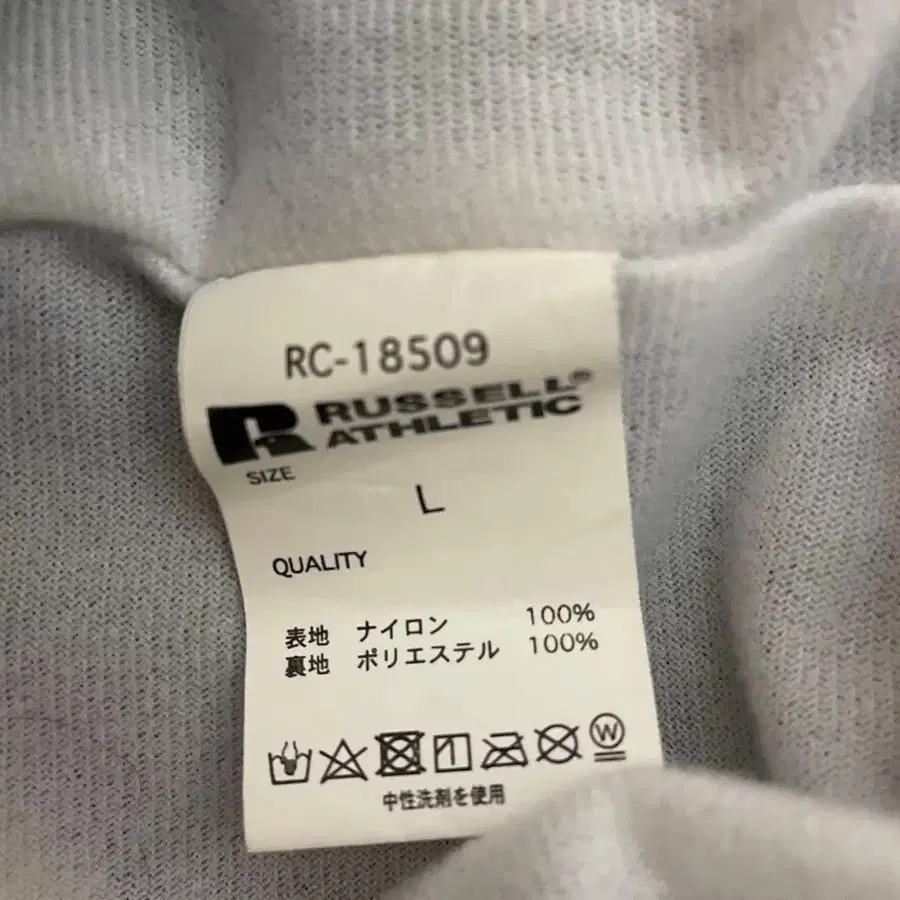 RC-18509
RUSSELL®
ATHLETIC
SIZE
L
QUALITY
表地 ナイロン 100%
裏地 ポリエステル 100%
W
中性洗剤を使用